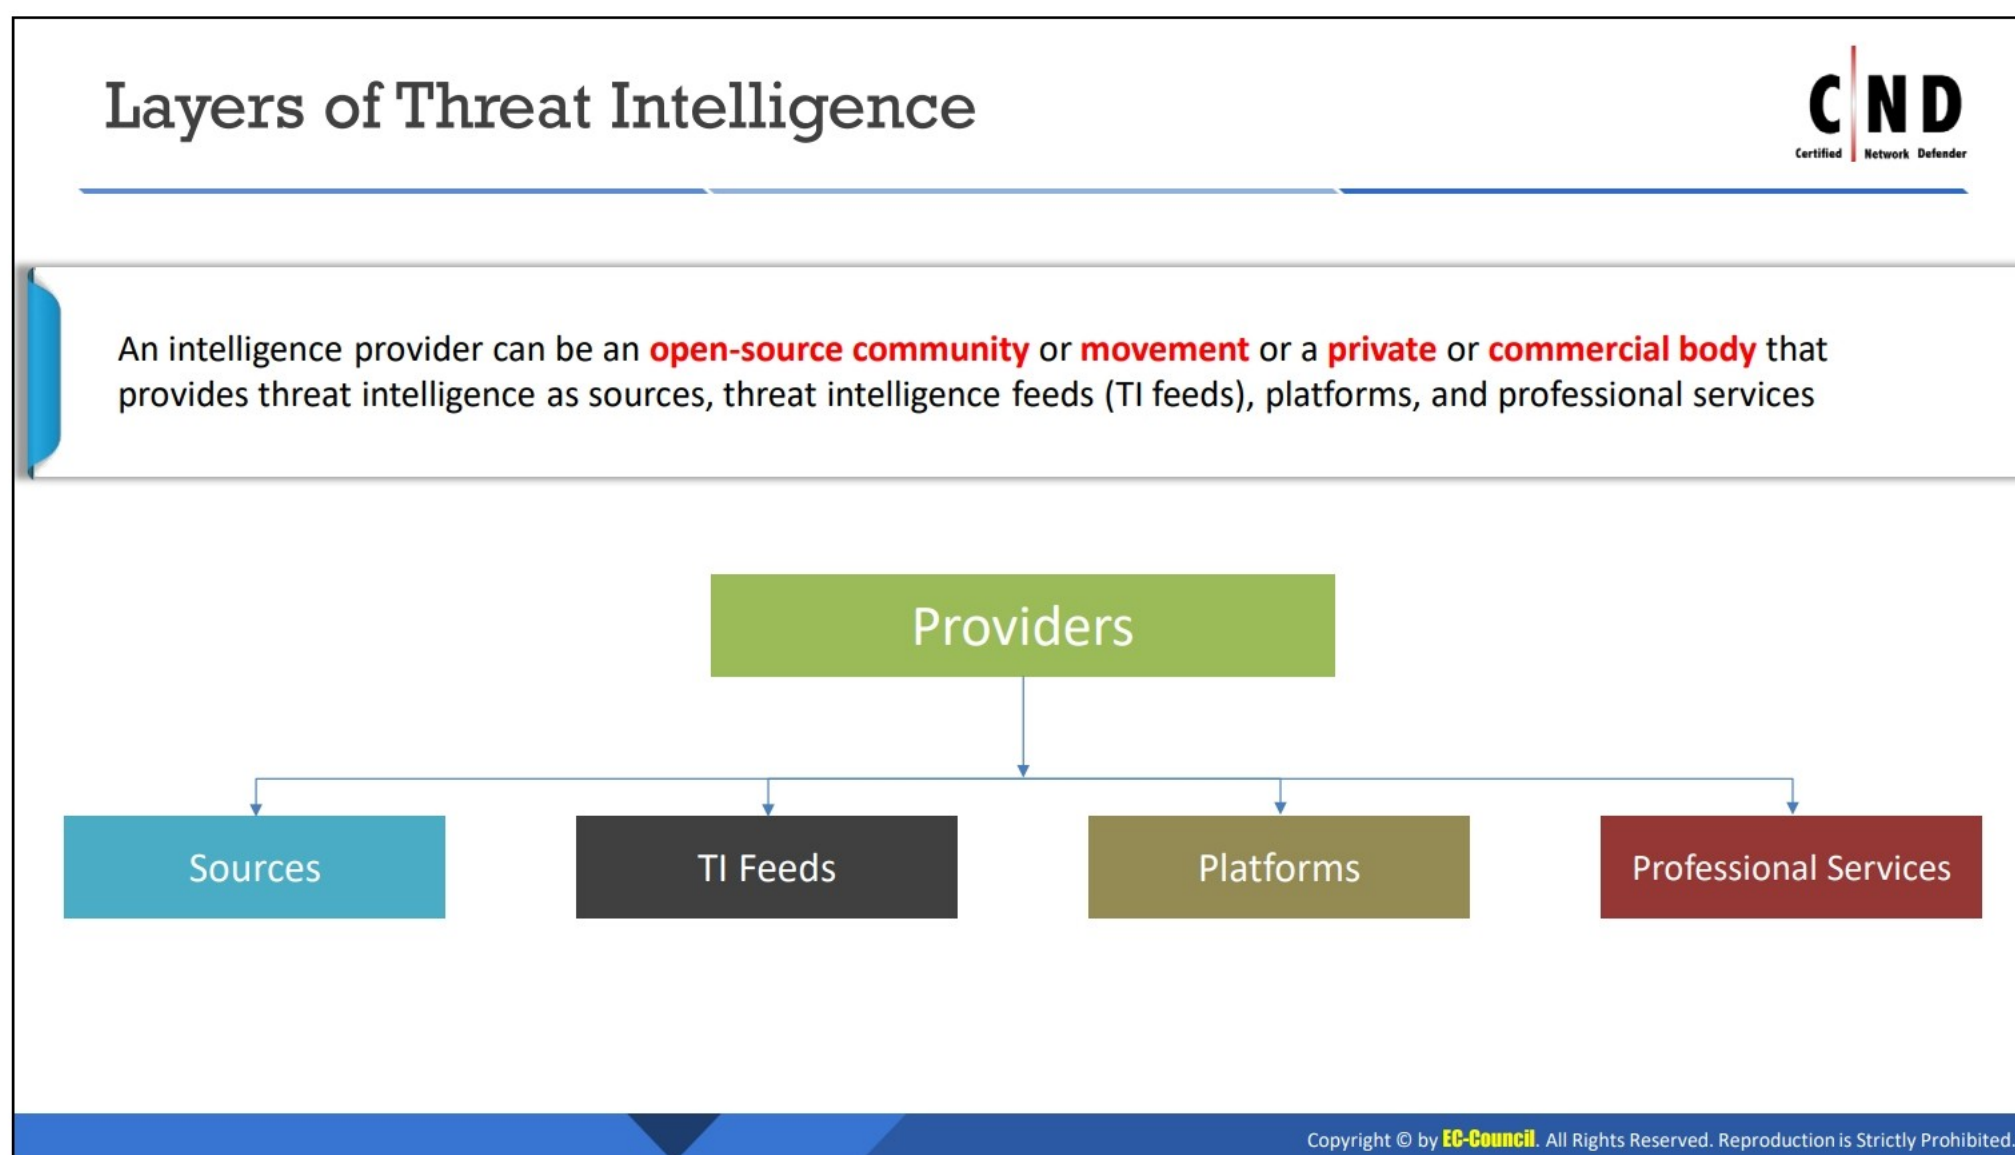 Layers of Threat Intelligence
C ND
Certified Network Defender
An intelligence provider can be an open-source community or movement or a private or commercial body that
provides threat intelligence as sources, threat intelligence feeds (TI feeds), platforms, and professional services
Providers
Sources
TI Feeds
Platforms
Professional Services
Copyright © by EC-Council. All Rights Reserved. Reproduction is Strictly Prohibited.